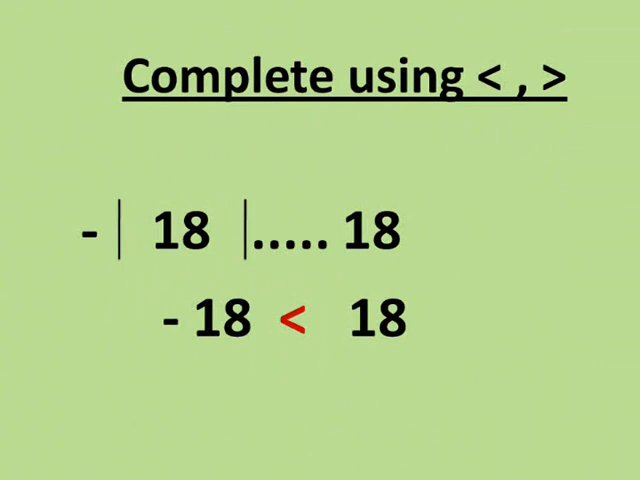 Complete using < , >
- | 18 |..... 18
- 18 < 18